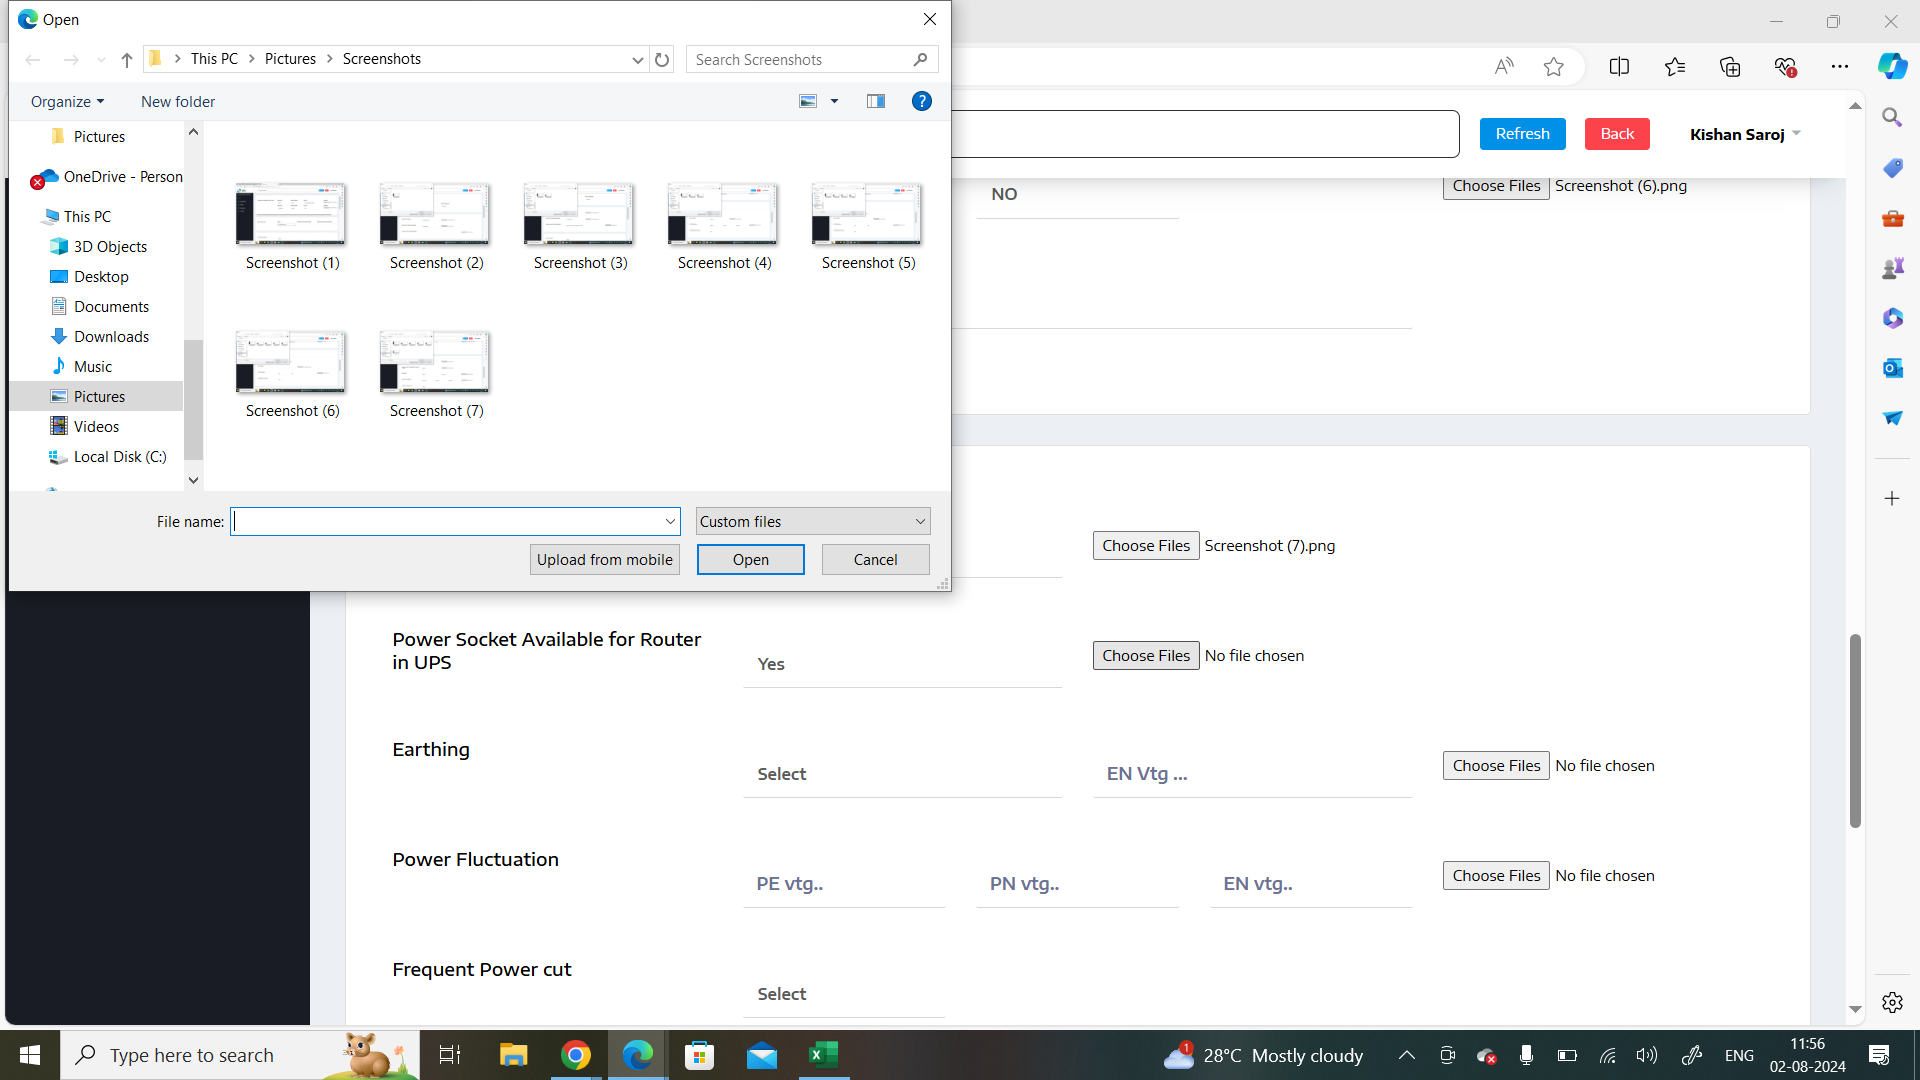 Open
This PC > Pictures > Screenshots
Search Screenshots
Organize
New folder
Pictures
OneDrive - Person
This PC
3D Objects
Desktop
Documents
Downloads
Music
Pictures
Videos
Local Disk (C:)
Screenshot (1)
Screenshot (2)
Screenshot (3)
Screenshot (4)
Screenshot (5)
Screenshot (6)
Screenshot (7)
File name:
Custom files
Upload from mobile
Open
Cancel
Refresh
Back
Kishan Saroj
NO
Choose Files Screenshot (6).png
Choose Files Screenshot (7).png
Power Socket Available for Router
in UPS
Yes
Choose Files No file chosen
Earthing
Select
EN Vtg ...
Choose Files No file chosen
Power Fluctuation
PE vtg..
PN vtg..
EN vtg..
Choose Files No file chosen
Frequent Power cut
Select
Type here to search
1
28°C Mostly cloudy
ENG
11:56
02-08-2024